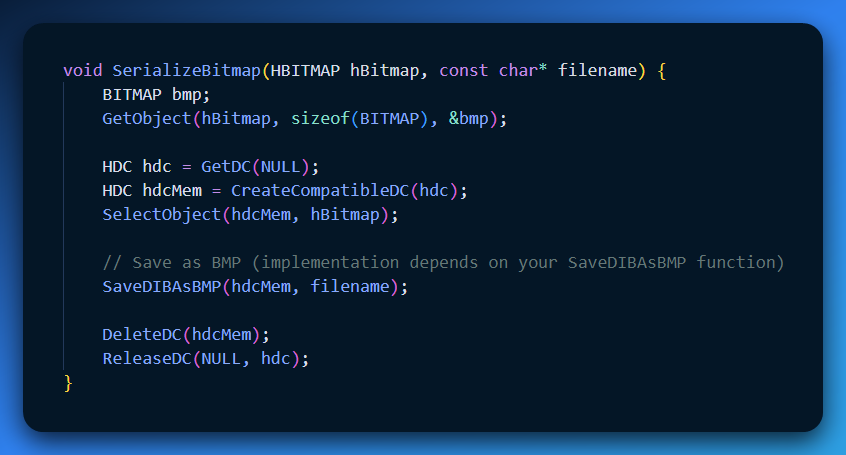 void SerializeBitmap(HBITMAP hBitmap, const char* filename) {
    BITMAP bmp;
    GetObject(hBitmap, sizeof(BITMAP), &bmp);

    HDC hdc = GetDC(NULL);
    HDC hdcMem = CreateCompatibleDC(hdc);
    SelectObject(hdcMem, hBitmap);

    // Save as BMP (implementation depends on your SaveDIBAsBMP function)
    SaveDIBAsBMP(hdcMem, filename);

    DeleteDC(hdcMem);
    ReleaseDC(NULL, hdc);
}